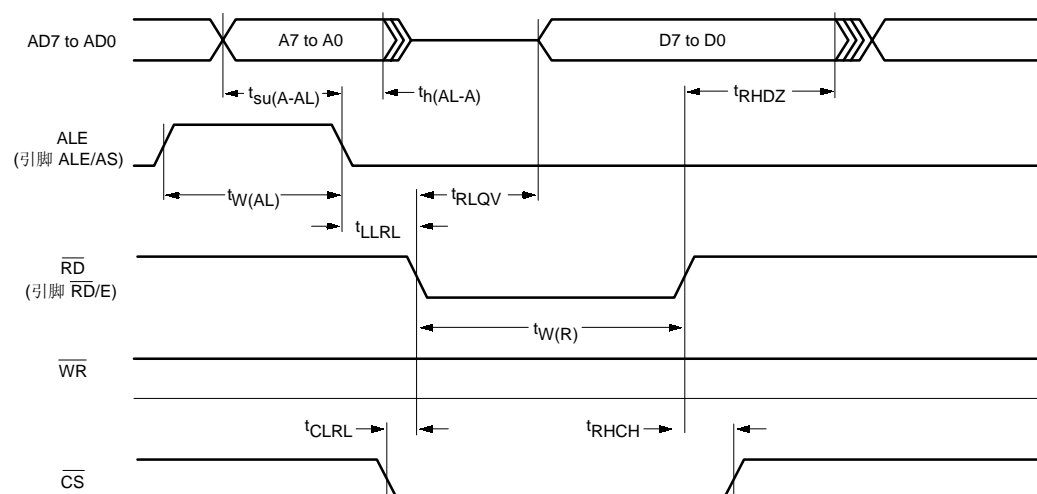 AD7 to AD0
A7 to A0
D7 to D0
tsu(A-AL)
th(AL-A)
tRHDZ
ALE
(引脚 ALE/AS)
tW(AL)
tRLQV
tLLRL
RD
(引脚 RD/E)
tW(R)
WR
tCLRL
tRHCH
CS